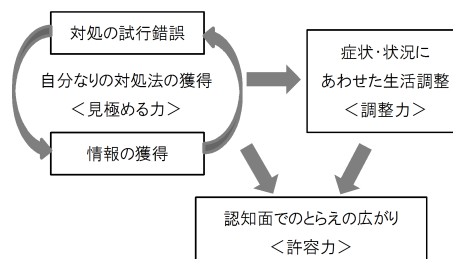 対処の試行錯誤
自分なりの対処法の獲得
＜見極める力＞
情報の獲得
症状・状況に
あわせた生活調整
＜調整力＞
認知面でのとらえの広がり
＜許容力＞